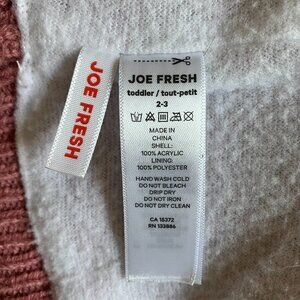 JOE FRESH
JOE FRESH
toddler / tout-petit
2-3
MADE IN
CHINA
SHELL:
100% ACRYLIC
LINING:
100% POLYESTER
HAND WASH COLD
DO NOT BLEACH
DRIP DRY
DO NOT IRON
DO NOT DRY CLEAN
CA 15372
RN 133886